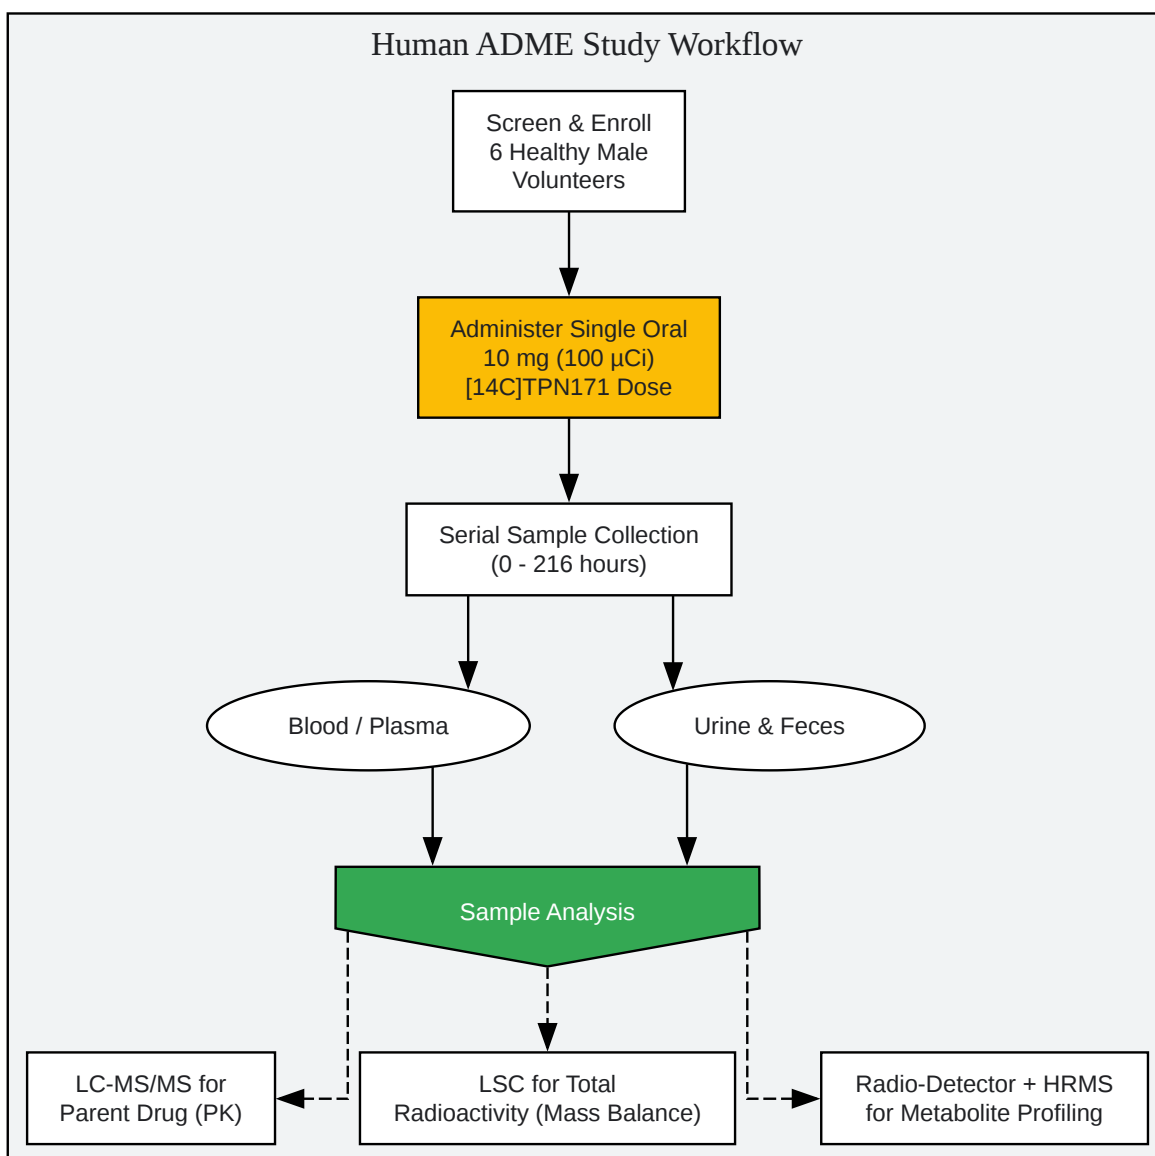 Human ADME Study Workflow
Screen & Enroll
6 Healthy Male
Volunteers
Administer Single Oral
10 mg (100 µCi)
[14C]TPN171 Dose
Serial Sample Collection
(0 - 216 hours)
Blood / Plasma
Urine & Feces
Sample Analysis
LC-MS/MS for
Parent Drug (PK)
LSC for Total
Radioactivity (Mass Balance)
Radio-Detector + HRMS
for Metabolite Profiling